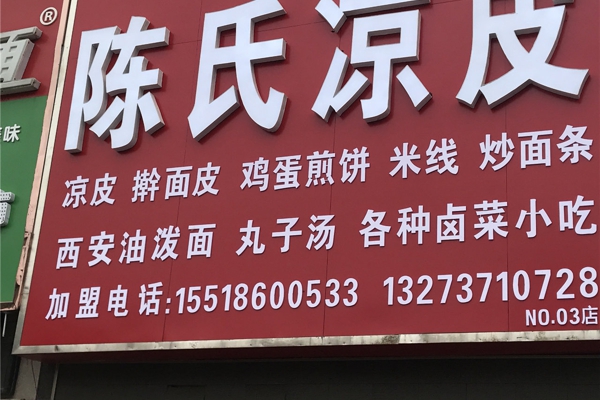 陈氏凉皮
凉皮 擀面皮 鸡蛋煎饼 米线 炒面条
西安油泼面 丸子汤 各种卤菜小吃
加盟电话:15518600533 13273710728
NO.03店
®
味